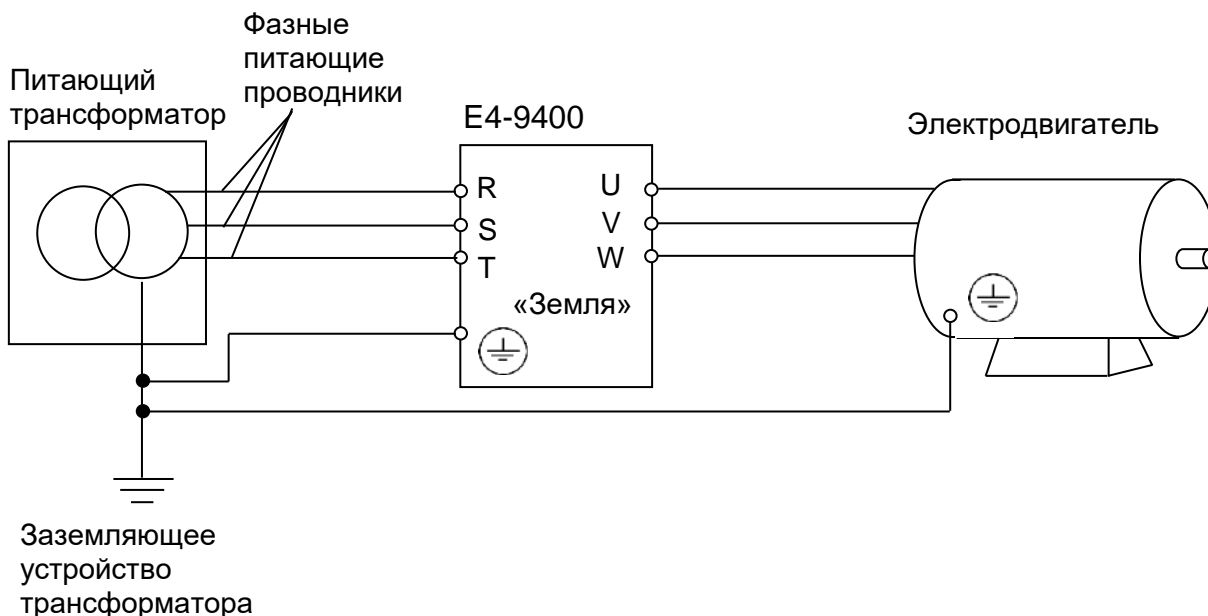 Фазные
питающие
проводники
Питающий
трансформатор
E4-9400
Электродвигатель
R
S
T
U
V
W
«Земля»
Заземляющее
устройство
трансформатора